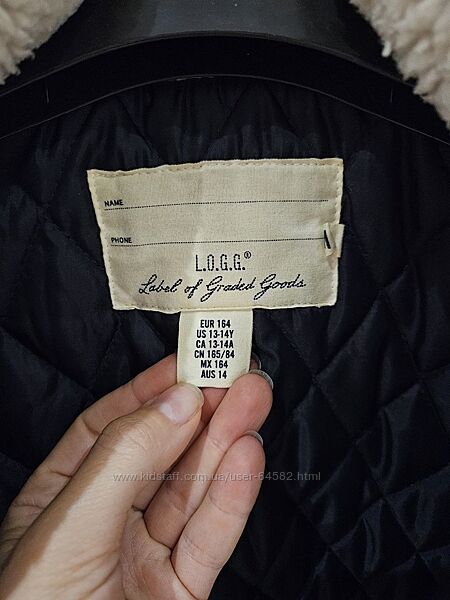 NAME
PHONE
L.O.G.G.®
Label of Graded Goods
EUR 164
US 13-14Y
CA 13-14A
CN 165/84
MX 164
AUS 14
www.kidstaff.com.ua/user-64582.html